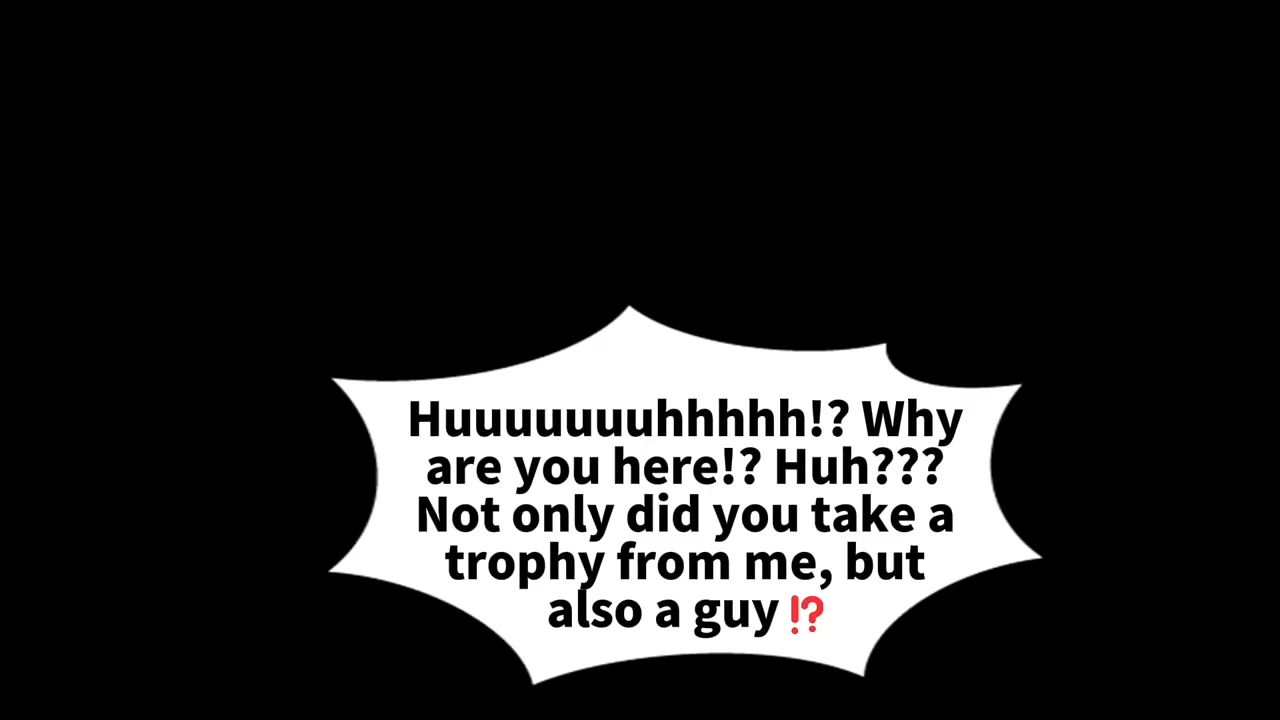 Huuuuuuuhhhhh!? Why
are you here!? Huh???
Not only did you take a
trophy from me, but
also a guy⁉️